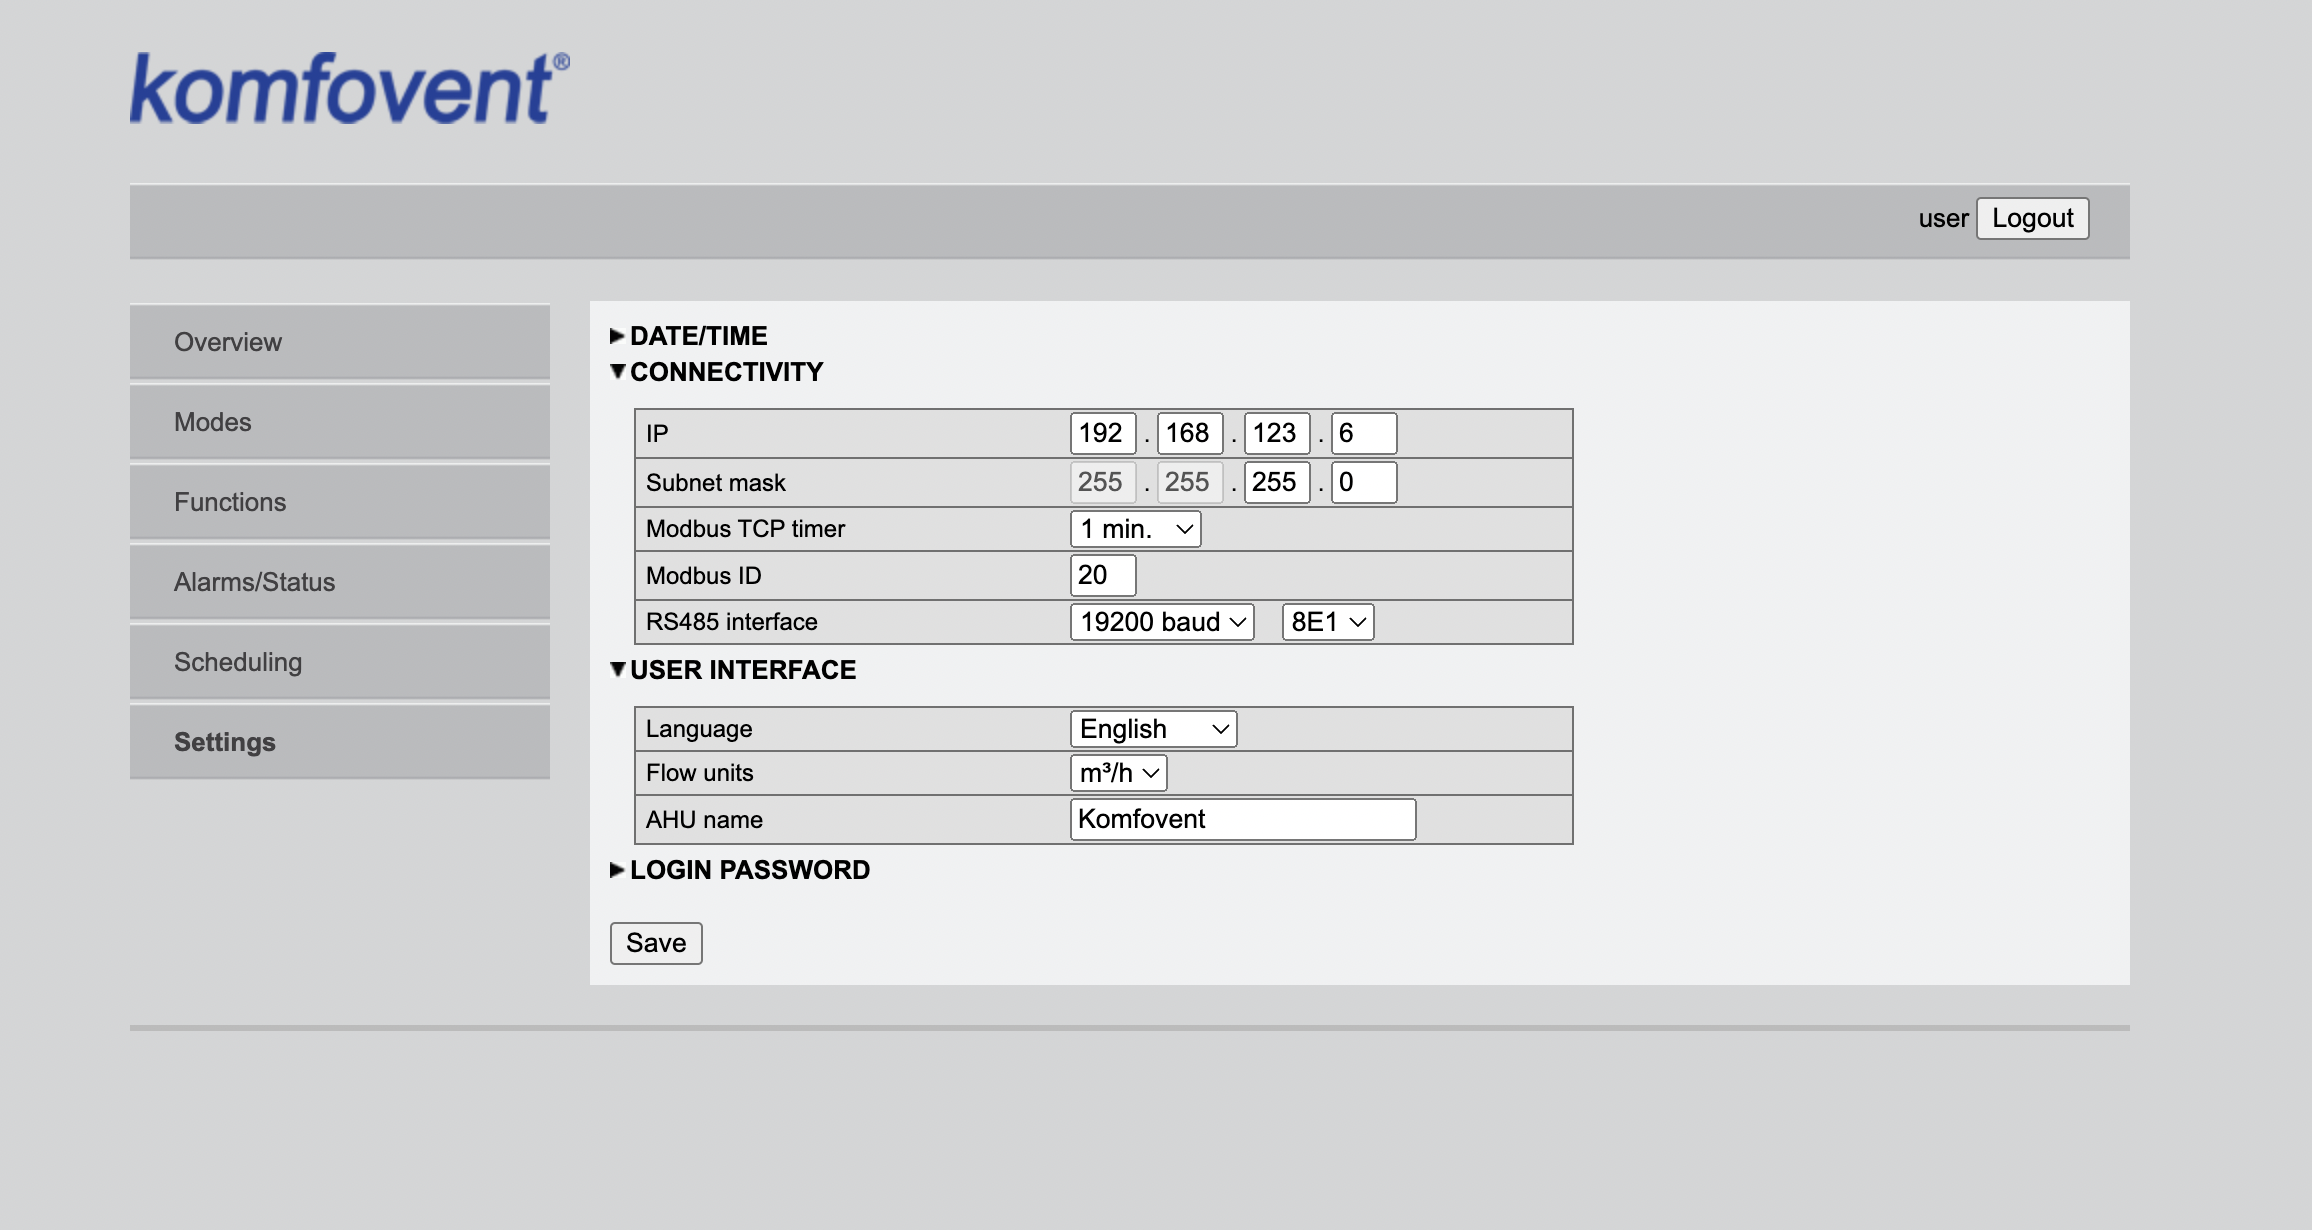 komfovent®
user Logout
Overview
Modes
Functions
Alarms/Status
Scheduling
Settings
DATE/TIME
CONNECTIVITY
IP 192 . 168 . 123 . 6
Subnet mask 255 . 255 . 255 . 0
Modbus TCP timer 1 min.
Modbus ID 20
RS485 interface 19200 baud 8E1
USER INTERFACE
Language English
Flow units m³/h
AHU name Komfovent
LOGIN PASSWORD
Save